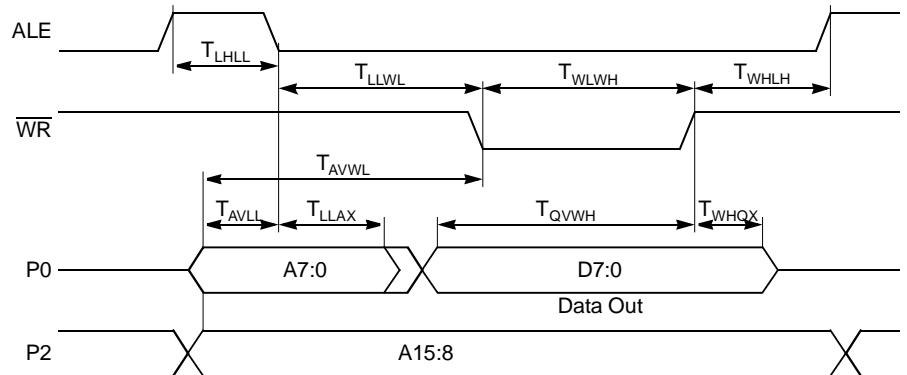 ALE
T_LHLL
T_LLWL T_WLWH T_WHLH
W̅R̅
T_AVWL
T_AVLL T_LLAX T_QVWH T_WHQX
P0 A7:0 D7:0
Data Out
P2 A15:8